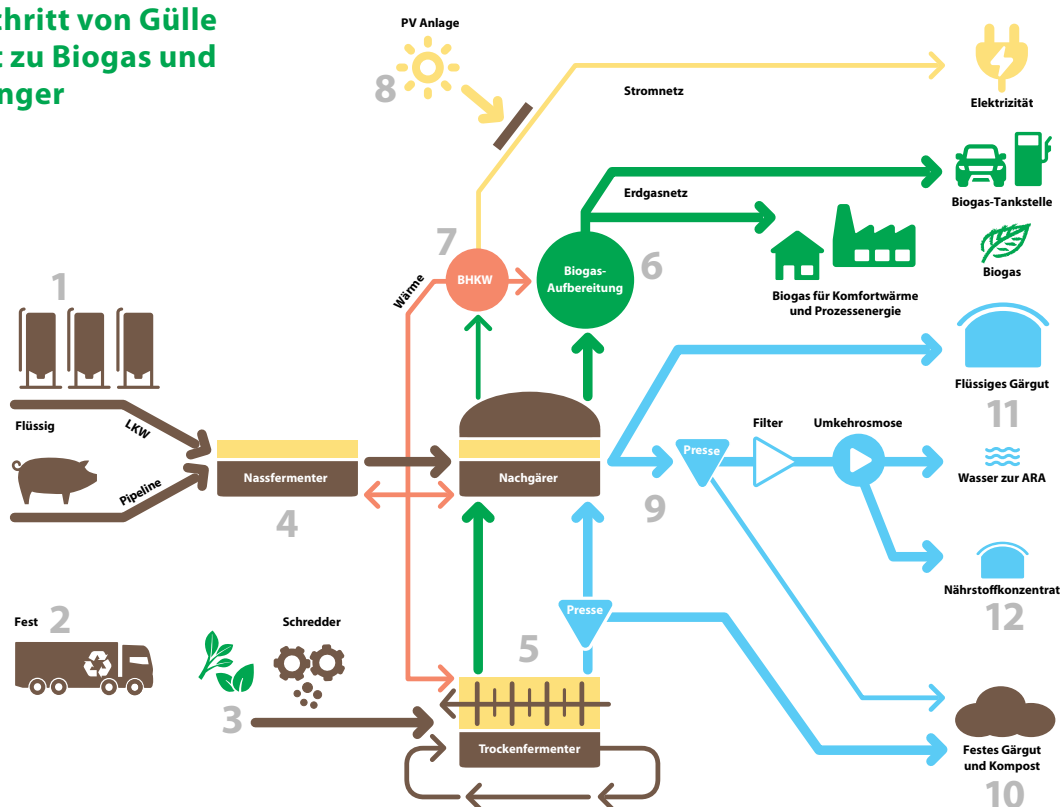 chritt von Gülle
t zu Biogas und
nger
PV Anlage
8
Stromnetz
Elektrizität
Erdgasnetz
Biogas-Tankstelle
Biogas
7
BHKW
Wärme
Biogas-
Aufbereitung
6
Biogas für Komfortwärme
und Prozessenergie
1
Flüssig
LKW
Pipeline
Nassfermenter
4
Nachgärer
Flüssiges Gärgut
11
9
Presse
Filter
Umkehrosmose
Wasser zur ARA
Nährstoffkonzentrat
12
Fest
2
Schredder
3
5
Presse
Trockenfermenter
Festes Gärgut
und Kompost
10